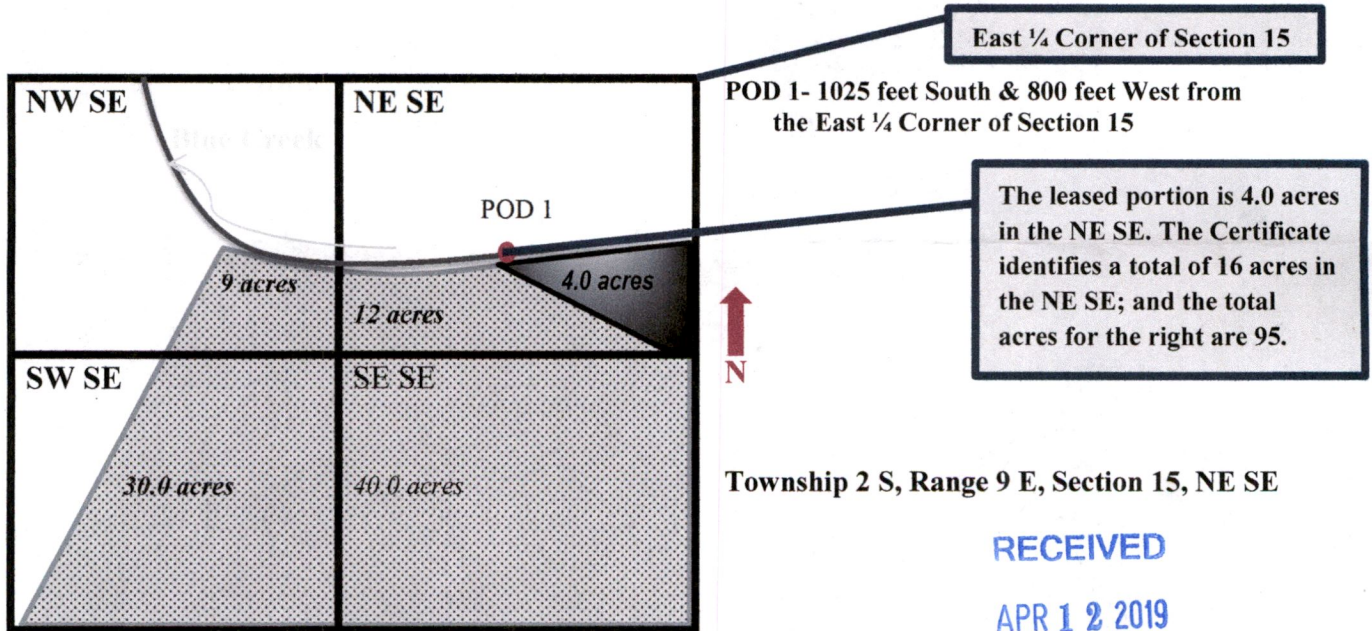 East ¼ Corner of Section 15
NW SE
NE SE
POD 1- 1025 feet South & 800 feet West from
the East ¼ Corner of Section 15
Blue Creek
POD 1
The leased portion is 4.0 acres
in the NE SE. The Certificate
identifies a total of 16 acres in
the NE SE; and the total
acres for the right are 95.
9 acres
4.0 acres
12 acres
N
SW SE
SE SE
30.0 acres
40.0 acres
Township 2 S, Range 9 E, Section 15, NE SE
RECEIVED
APR 12 2019